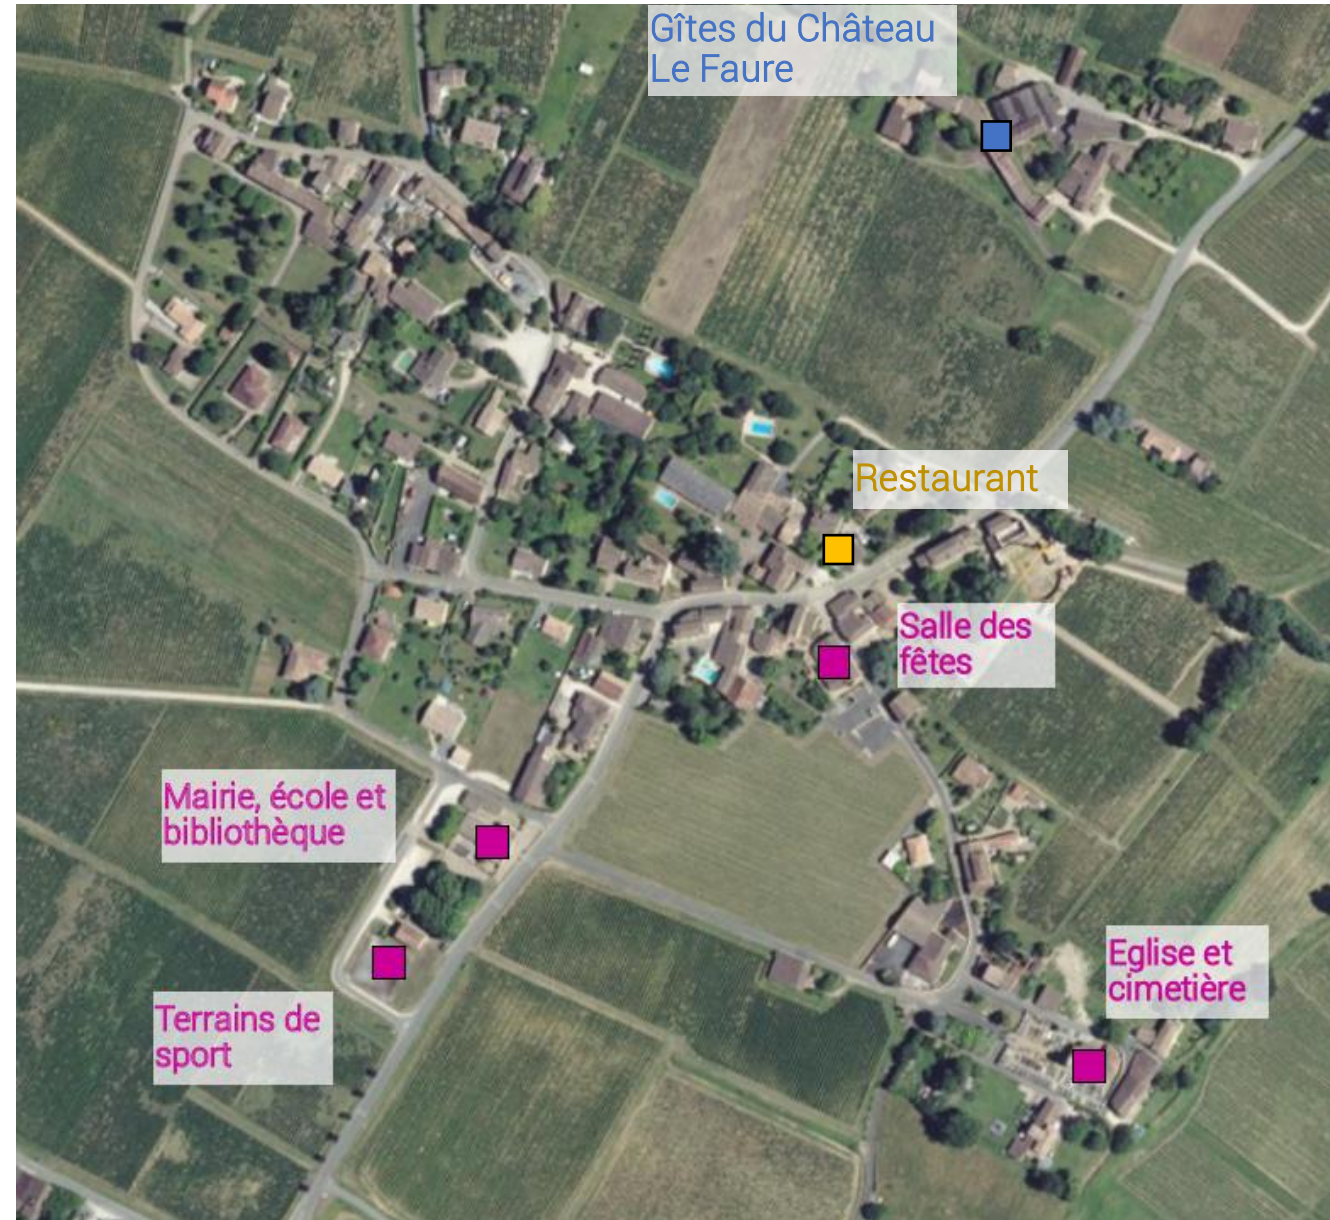 Gîtes du Château
Le Faure
Restaurant
Salle des
fêtes
Mairie, école et
bibliothèque
Eglise et
cimetière
Terrains de
sport